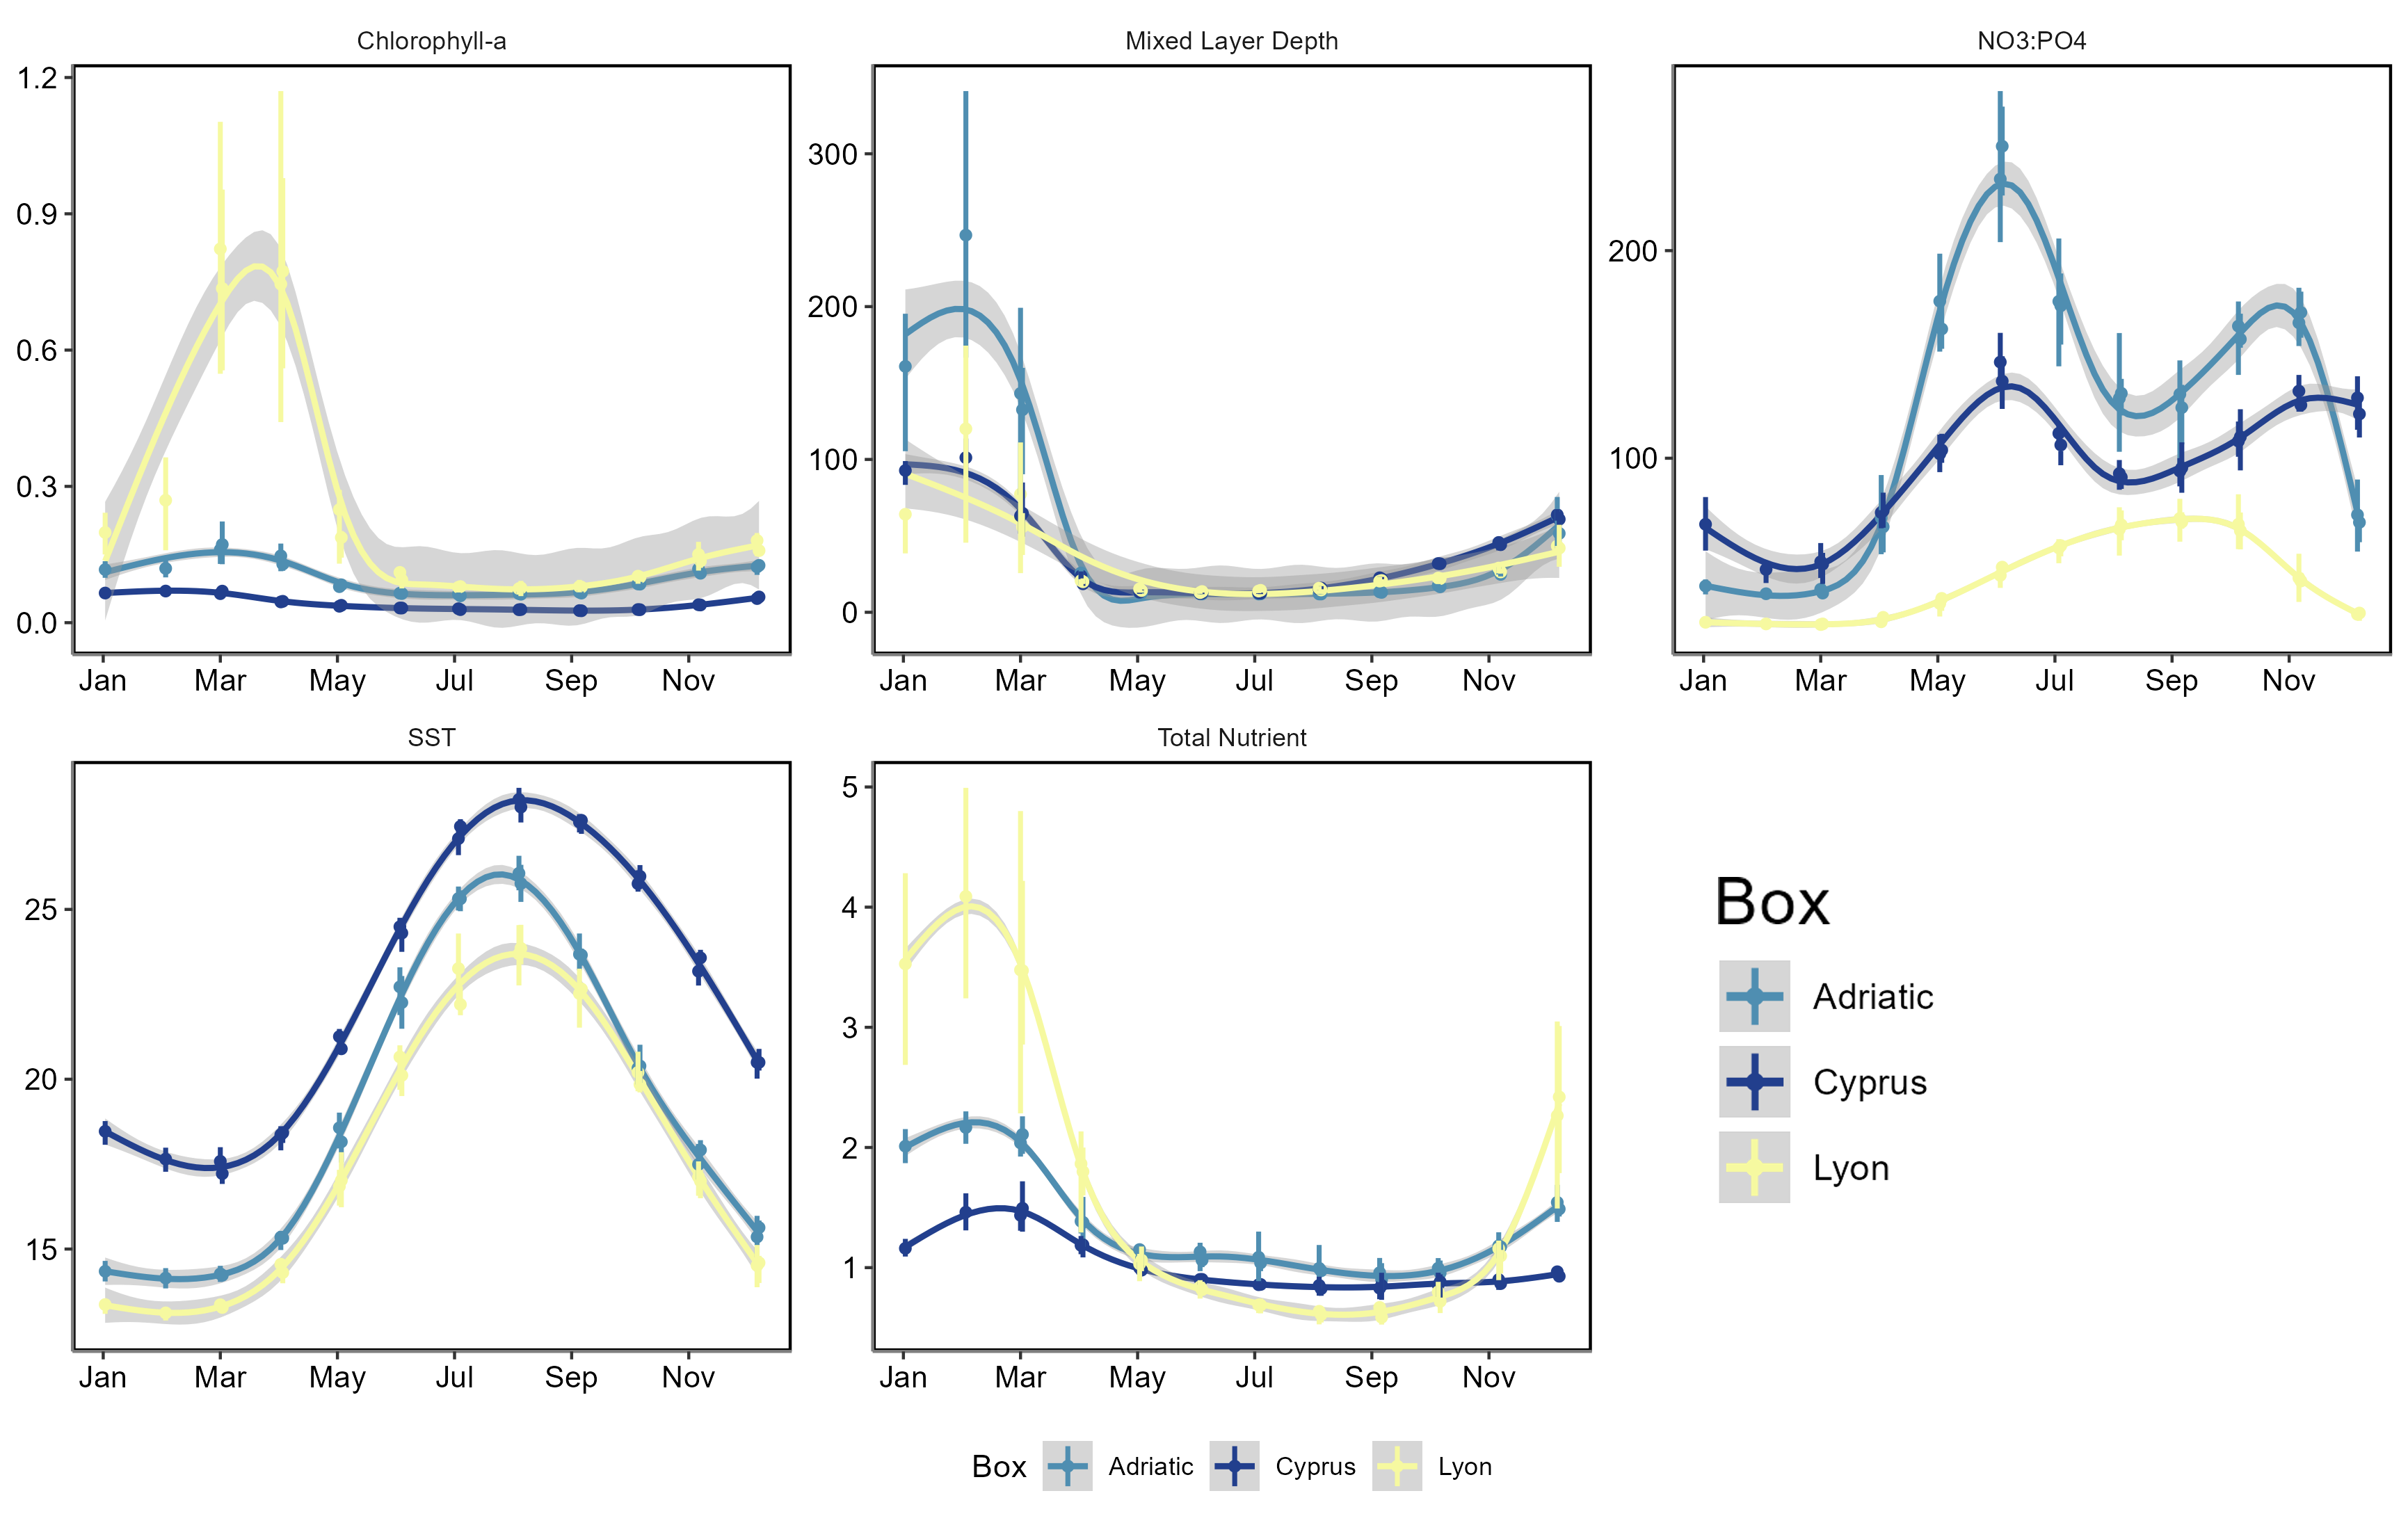 Chlorophyll-a
1.2
0.9
0.6
0.3
0.0
Jan Mar May Jul Sep Nov
Mixed Layer Depth
300
200
100
0
Jan Mar May Jul Sep Nov
NO3:PO4
200
100
Jan Mar May Jul Sep Nov
SST
25
20
15
Jan Mar May Jul Sep Nov
Total Nutrient
5
4
3
2
1
Jan Mar May Jul Sep Nov
Box
Adriatic
Cyprus
Lyon
Box Adriatic Cyprus Lyon